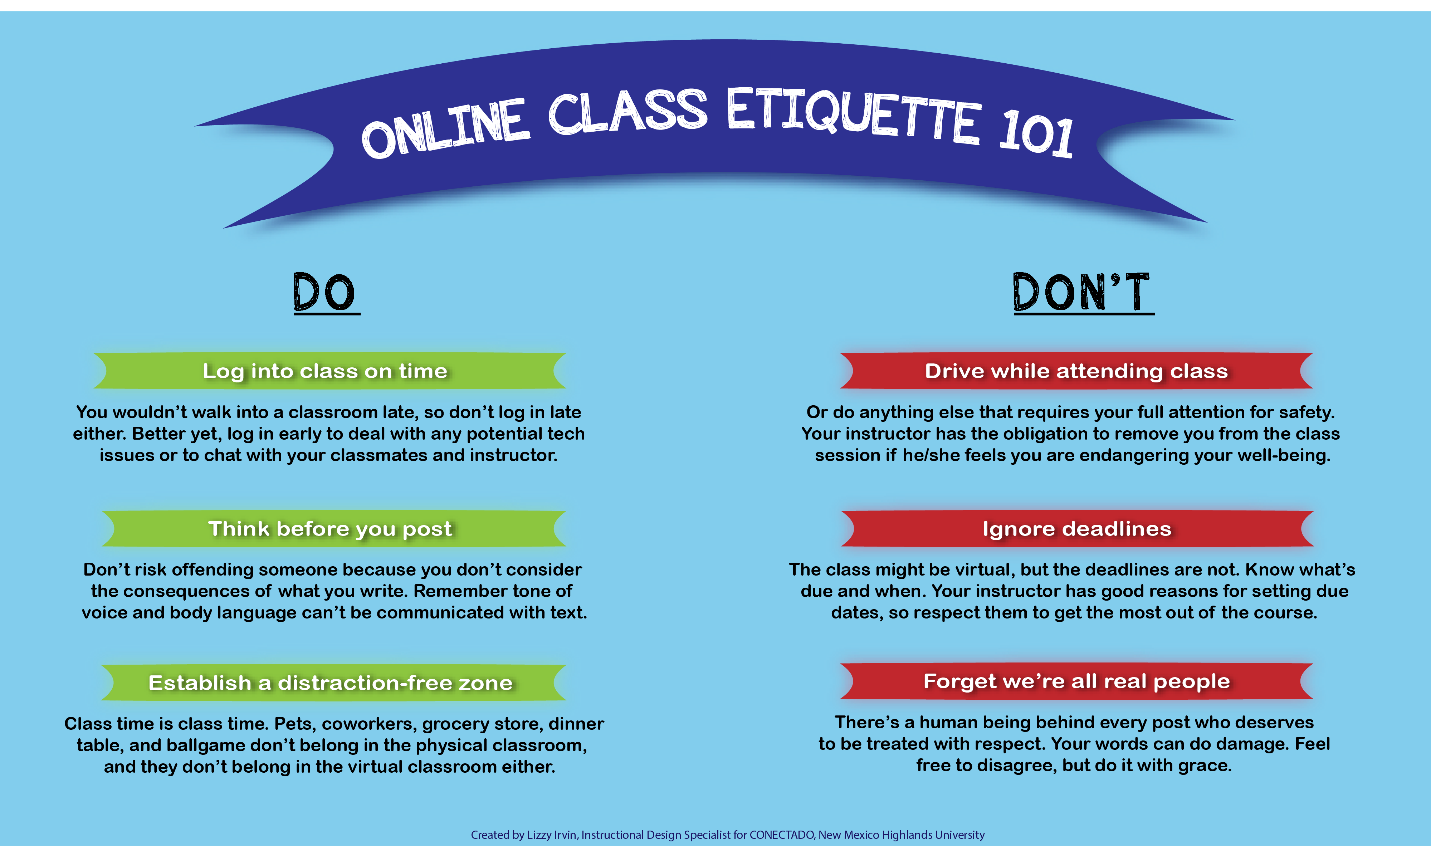 ONLINE CLASS ETIQUETTE 101
DO
Log into class on time
You wouldn't walk into a classroom late, so don't log in late
either. Better yet, log in early to deal with any potential tech
issues or to chat with your classmates and instructor.
Think before you post
Don't risk offending someone because you don't consider
the consequences of what you write. Remember tone of
voice and body language can't be communicated with text.
Establish a distraction-free zone
Class time is class time. Pets, coworkers, grocery store, dinner
table, and ballgame don't belong in the physical classroom,
and they don't belong in the virtual classroom either.
DON'T
Drive while attending class
Or do anything else that requires your full attention for safety.
Your instructor has the obligation to remove you from the class
session if he/she feels you are endangering your well-being.
Ignore deadlines
The class might be virtual, but the deadlines are not. Know what's
due and when. Your instructor has good reasons for setting due
dates, so respect them to get the most out of the course.
Forget we're all real people
There's a human being behind every post who deserves
to be treated with respect. Your words can do damage. Feel
free to disagree, but do it with grace.
Created by Lizzy Irvin, Instructional Design Specialist for CONECTADO, New Mexico Highlands University